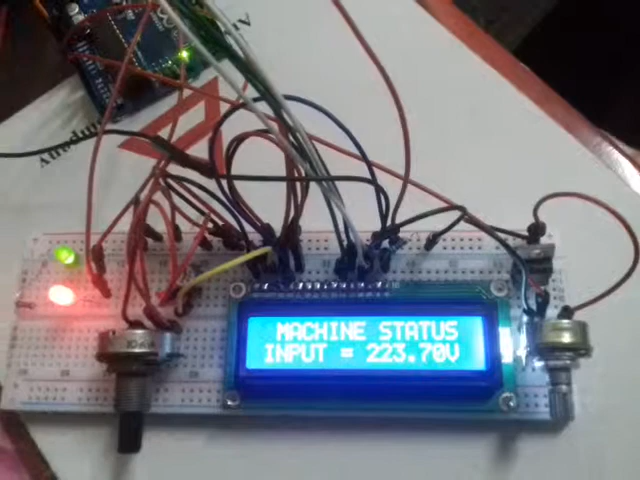 MACHINE STATUS
INPUT = 223.70V